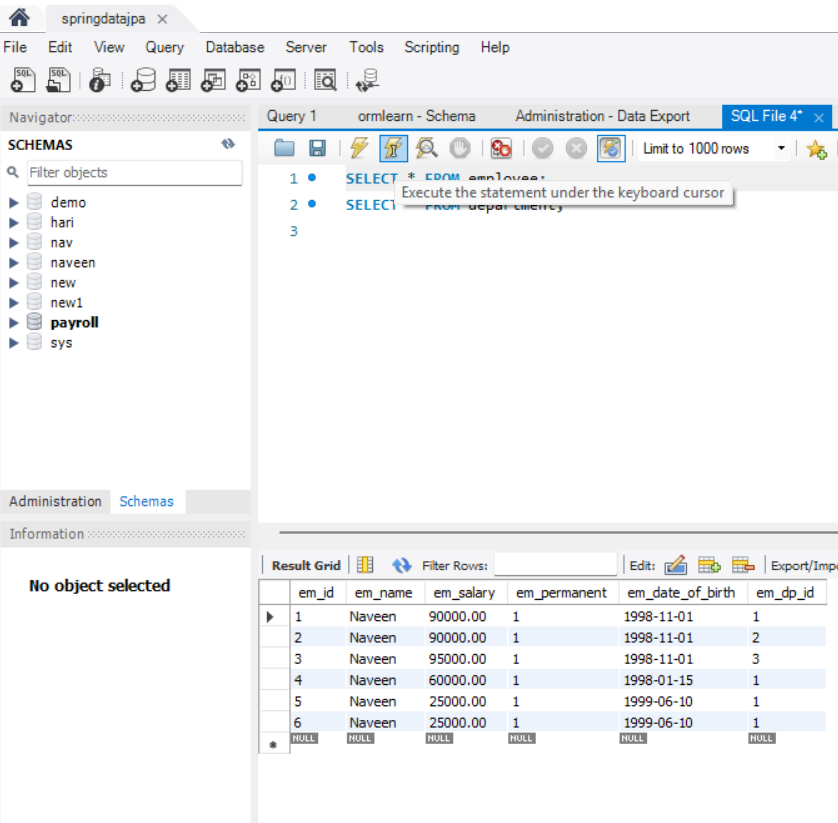 springdatajpa ×
File Edit View Query Database Server Tools Scripting Help
Navigator
SCHEMAS
Filter objects
demo
hari
nav
naveen
new
new1
payroll
sys
Administration Schemas
Information
No object selected
Query 1 ormlearn - Schema Administration - Data Export SQL File 4* ×
Limit to 1000 rows
1 SELECT * FROM employee;
Execute the statement under the keyboard cursor
2 SELECT * FROM department;
3
Result Grid Filter Rows: Edit: Export/Impo
em_id em_name em_salary em_permanent em_date_of_birth em_dp_id
1 Naveen 90000.00 1 1998-11-01 1
2 Naveen 90000.00 1 1998-11-01 2
3 Naveen 95000.00 1 1998-11-01 3
4 Naveen 60000.00 1 1998-01-15 1
5 Naveen 25000.00 1 1999-06-10 1
6 Naveen 25000.00 1 1999-06-10 1
NULL NULL NULL NULL NULL NULL